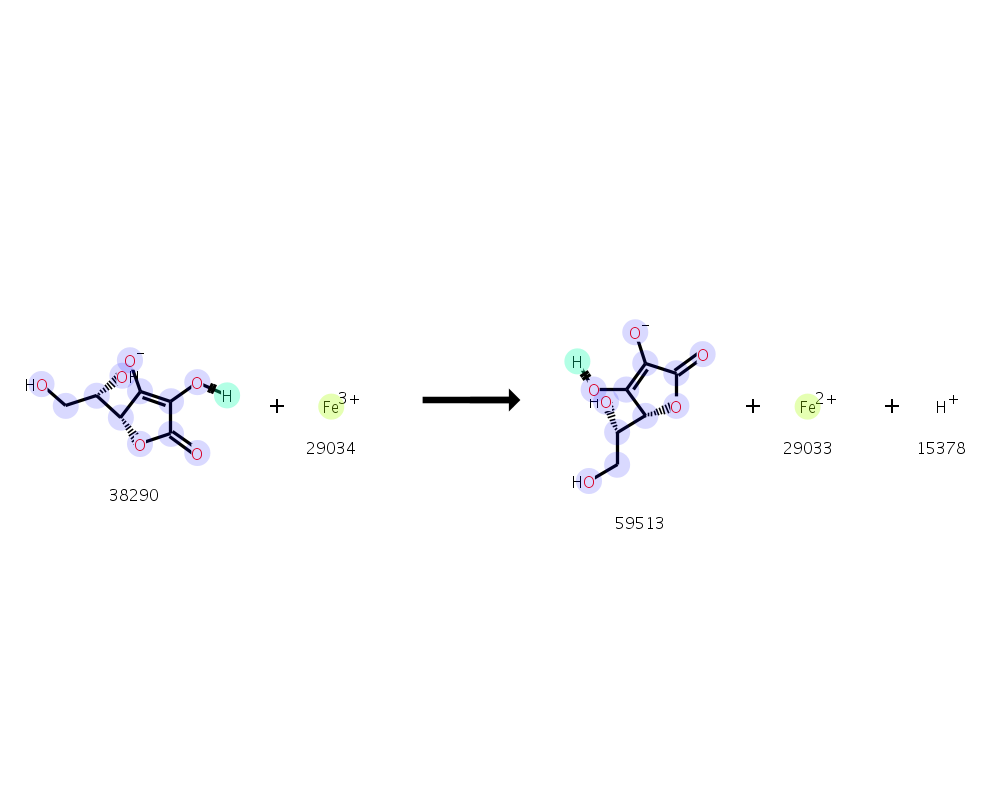 O⁻
HO
OH
O
H
O
O
38290
+
Fe3+
29034
O⁻
H
O
HO
O
O
HO
59513
+
Fe2+
29033
+
H+
15378